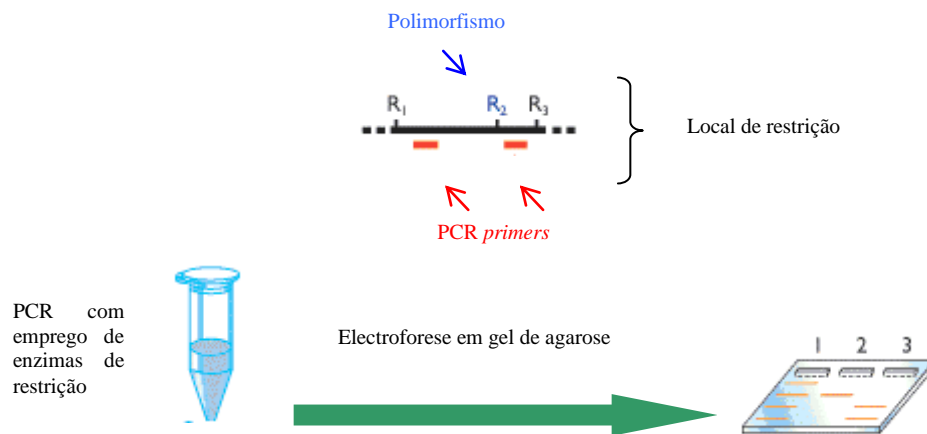 Polimorfismo
R1 R2 R3
Local de restrição
PCR primers
PCR com
emprego de
enzimas de
restrição
Electroforese em gel de agarose
1 2 3